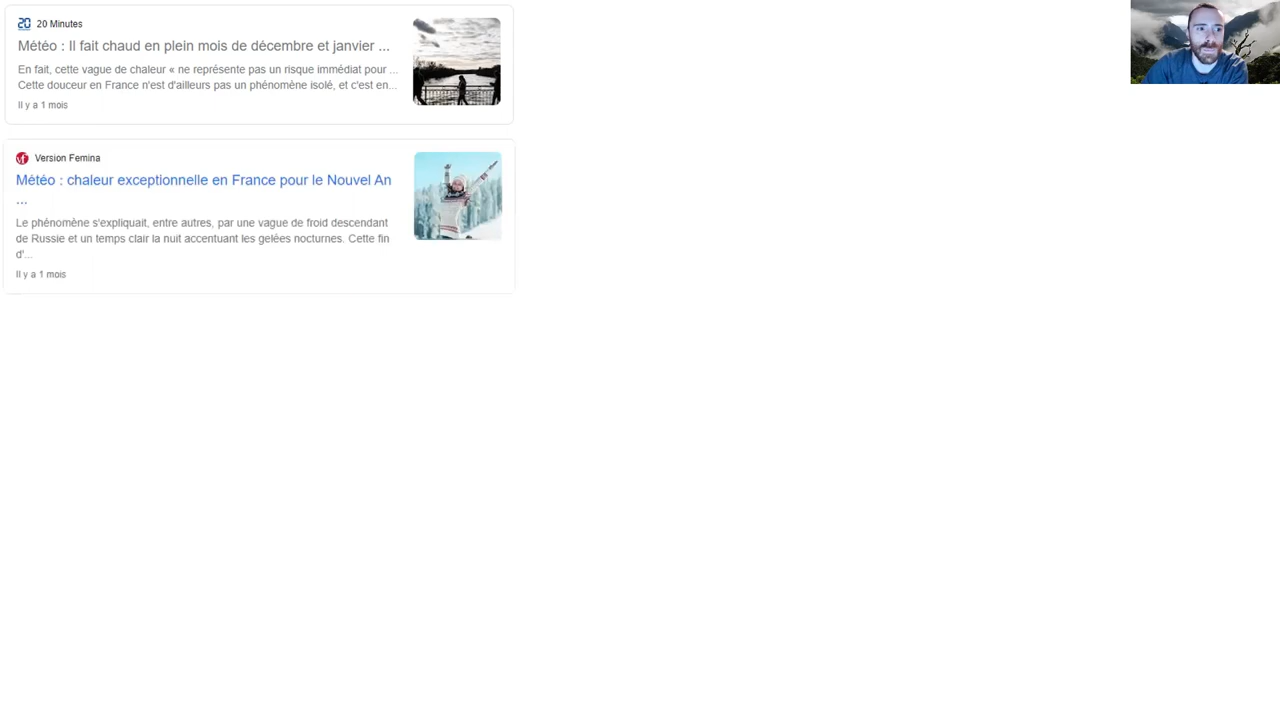 20 Minutes
Météo : Il fait chaud en plein mois de décembre et janvier ...
En fait, cette vague de chaleur « ne représente pas un risque immédiat pour ...
Cette douceur en France n'est d'ailleurs pas un phénomène isolé, et c'est en...
Il y a 1 mois
Version Femina
Météo : chaleur exceptionnelle en France pour le Nouvel An
...
Le phénomène s'expliquait, entre autres, par une vague de froid descendant
de Russie et un temps clair la nuit accentuant les gelées nocturnes. Cette fin
d'...
Il y a 1 mois